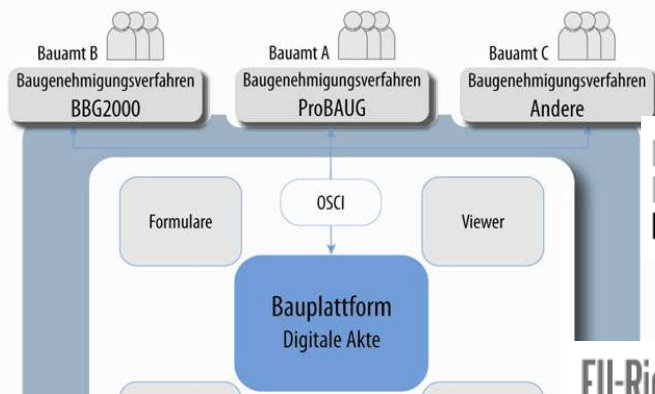 Bauamt B
Bauamt A
Bauamt C
Baugenehmigungsverfahren
BBG2000
Baugenehmigungsverfahren
ProBAUG
Baugenehmigungsverfahren
Andere
Formulare
OSCI
Viewer
Bauplattform
Digitale Akte